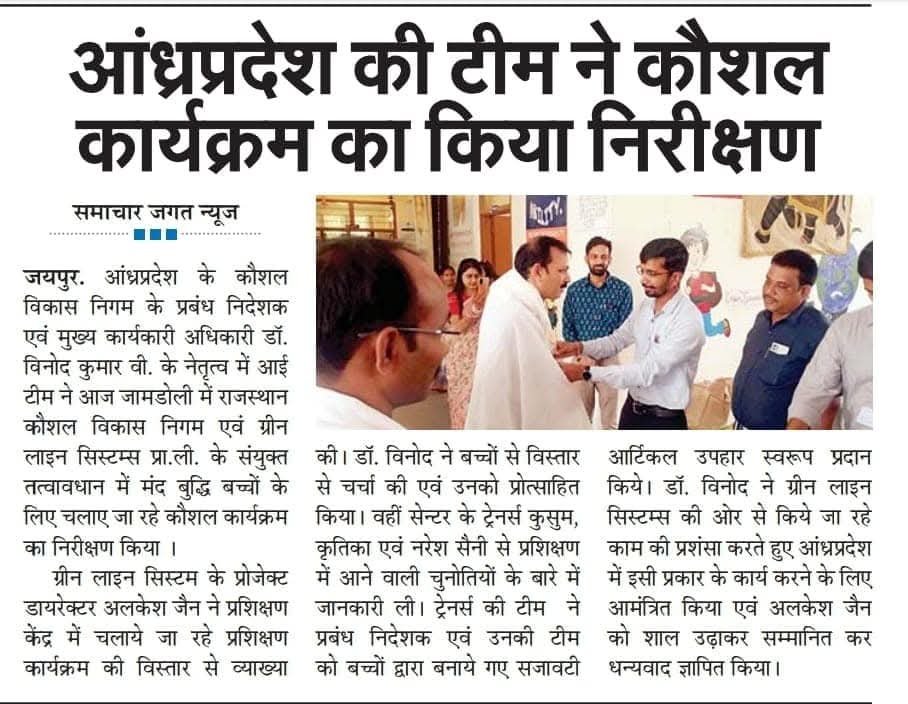 आंध्रप्रदेश की टीम ने कौशल
कार्यक्रम का किया निरीक्षण
समाचार जगत न्यूज
जयपुर. आंध्रप्रदेश के कौशल
विकास निगम के प्रबंध निदेशक
एवं मुख्य कार्यकारी अधिकारी डॉ.
विनोद कुमार वी. के नेतृत्व में आई
टीम ने आज जामडोली में राजस्थान
कौशल विकास निगम एवं ग्रीन
लाइन सिस्टम्स प्रा.ली. के संयुक्त
तत्वावधान में मंद बुद्धि बच्चों के
लिए चलाए जा रहे कौशल कार्यक्रम
का निरीक्षण किया ।
ग्रीन लाइन सिस्टम के प्रोजेक्ट
डायरेक्टर अलकेश जैन ने प्रशिक्षण
केंद्र में चलाये जा रहे प्रशिक्षण
कार्यक्रम की विस्तार से व्याख्या
की। डॉ. विनोद ने बच्चों से विस्तार
से चर्चा की एवं उनको प्रोत्साहित
किया। वहीं सेन्टर के ट्रेनर्स कुसुम,
कृतिका एवं नरेश सैनी से प्रशिक्षण
में आने वाली चुनोतियों के बारे में
जानकारी ली। ट्रेनर्स की टीम ने
प्रबंध निदेशक एवं उनकी टीम
को बच्चों द्वारा बनाये गए सजावटी
आर्टिकल उपहार स्वरूप प्रदान
किये। डॉ. विनोद ने ग्रीन लाइन
सिस्टम्स की ओर से किये जा रहे
काम की प्रशंसा करते हुए आंध्रप्रदेश
में इसी प्रकार के कार्य करने के लिए
आमंत्रित किया एवं अलकेश जैन
को शाल उढ़ाकर सम्मानित कर
धन्यवाद ज्ञापित किया।